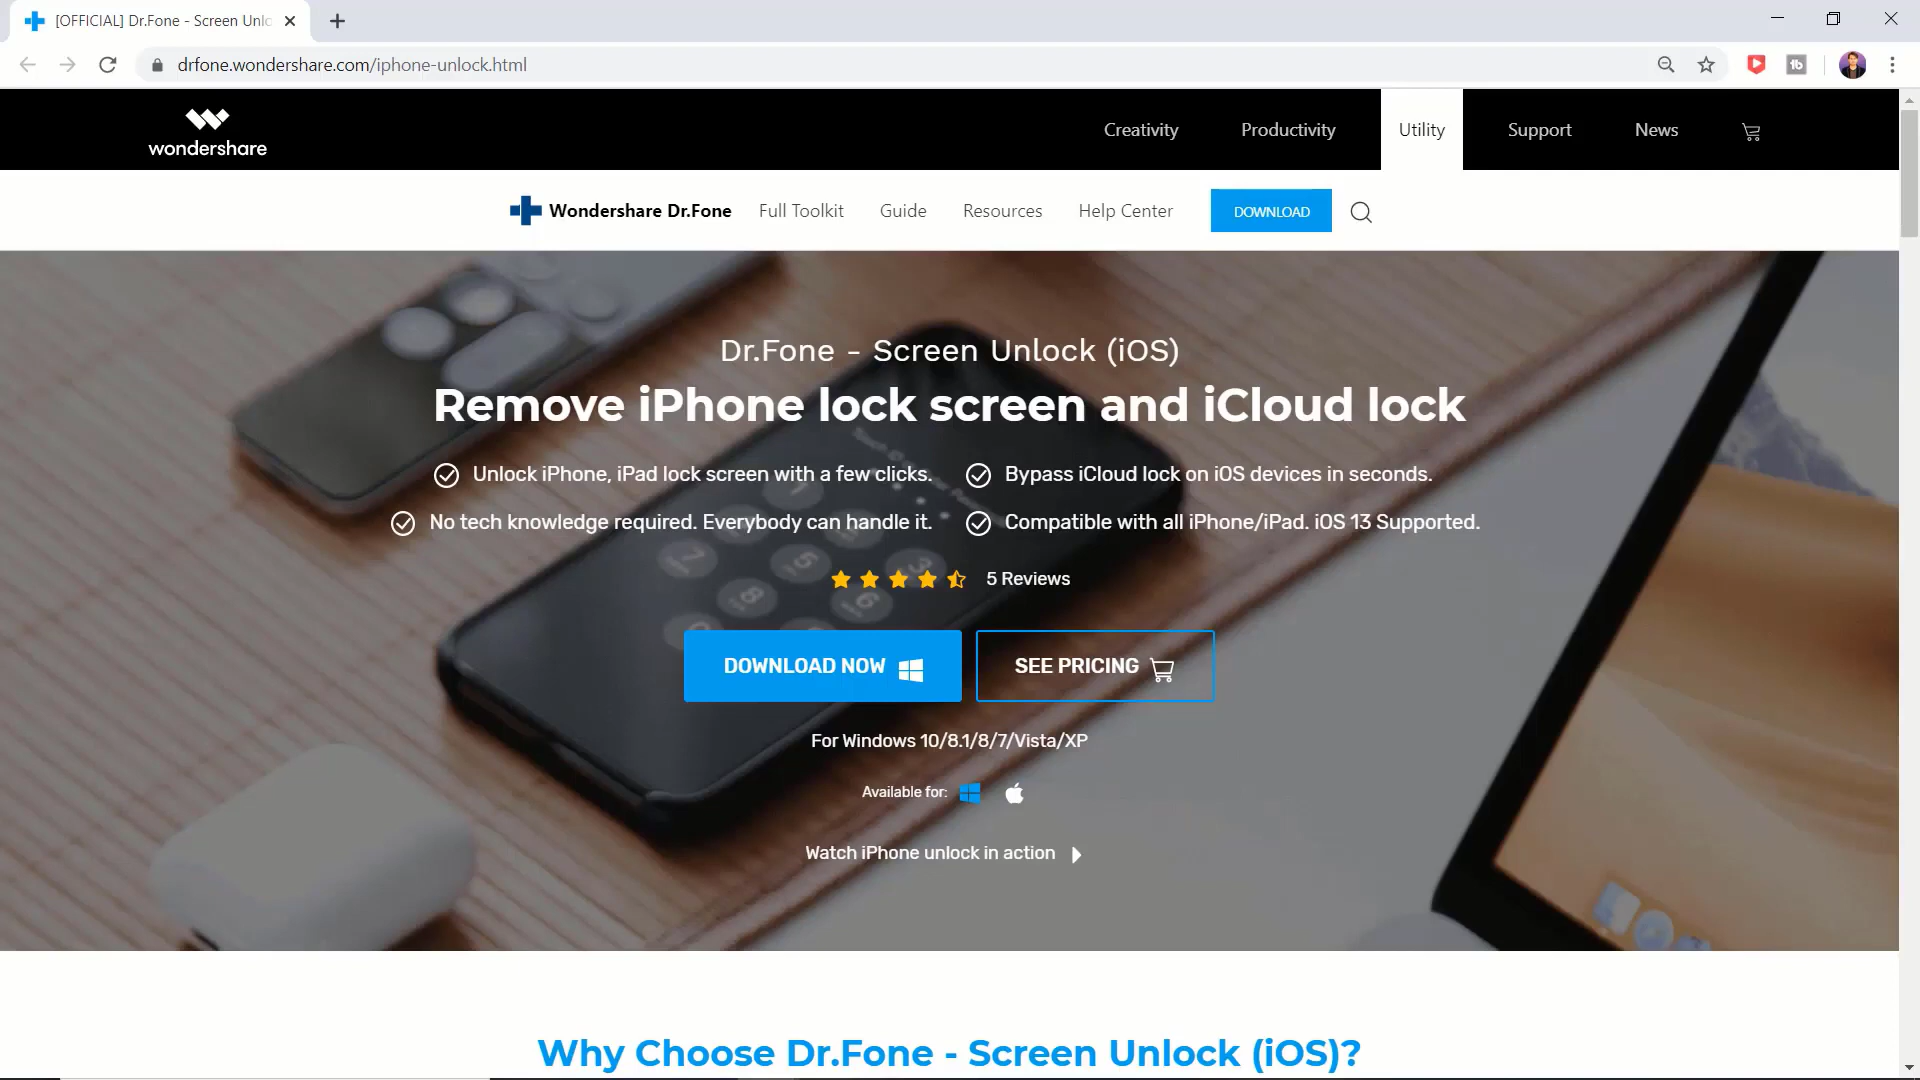 [OFFICIAL] Dr.Fone - Screen Unlo
drfone.wondershare.com/iphone-unlock.html
wondershare
Creativity
Productivity
Utility
Support
News
Wondershare Dr.Fone
Full Toolkit
Guide
Resources
Help Center
DOWNLOAD
Dr.Fone - Screen Unlock (iOS)
Remove iPhone lock screen and iCloud lock
Unlock iPhone, iPad lock screen with a few clicks.
Bypass iCloud lock on iOS devices in seconds.
No tech knowledge required. Everybody can handle it.
Compatible with all iPhone/iPad. iOS 13 Supported.
5 Reviews
DOWNLOAD NOW
SEE PRICING
For Windows 10/8.1/8/7/Vista/XP
Available for:
Watch iPhone unlock in action
Why Choose Dr.Fone - Screen Unlock (iOS)?